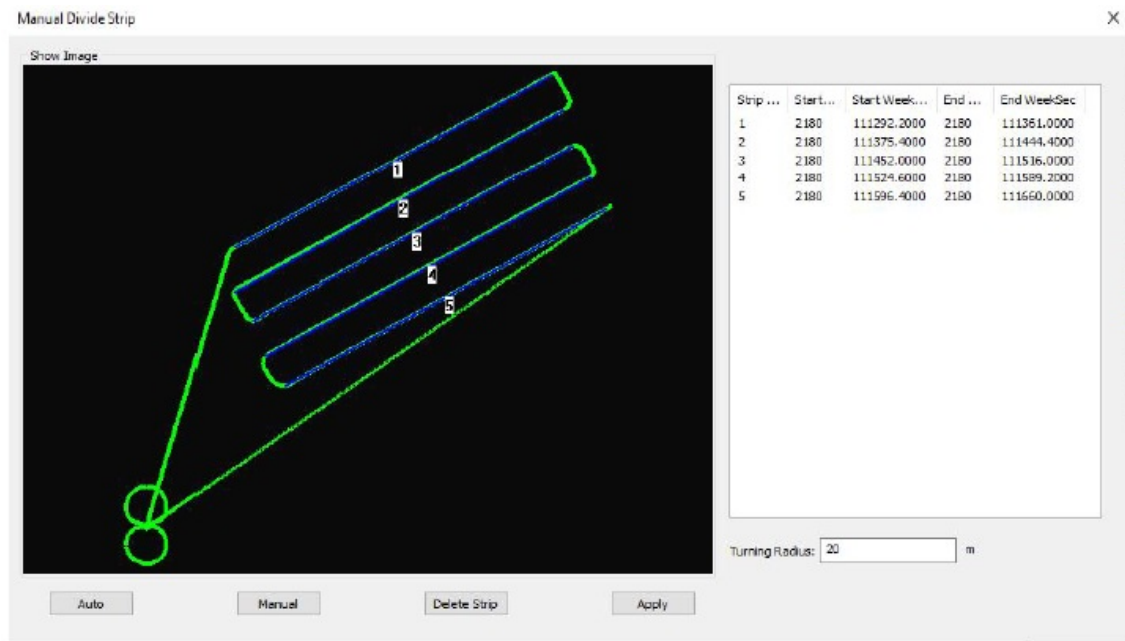 Manual Divide Strip
Show Image
1
2
3
4
5
Strip ... Start... Start Week... End ... End WeekSec
1 2180 111292.2000 2180 111361.0000
2 2180 111375.4000 2180 111444.4000
3 2180 111452.0000 2180 111516.0000
4 2180 111524.6000 2180 111589.2000
5 2180 111596.4000 2180 111660.0000
Turning Radius: 20 m
Auto Manual Delete Strip Apply